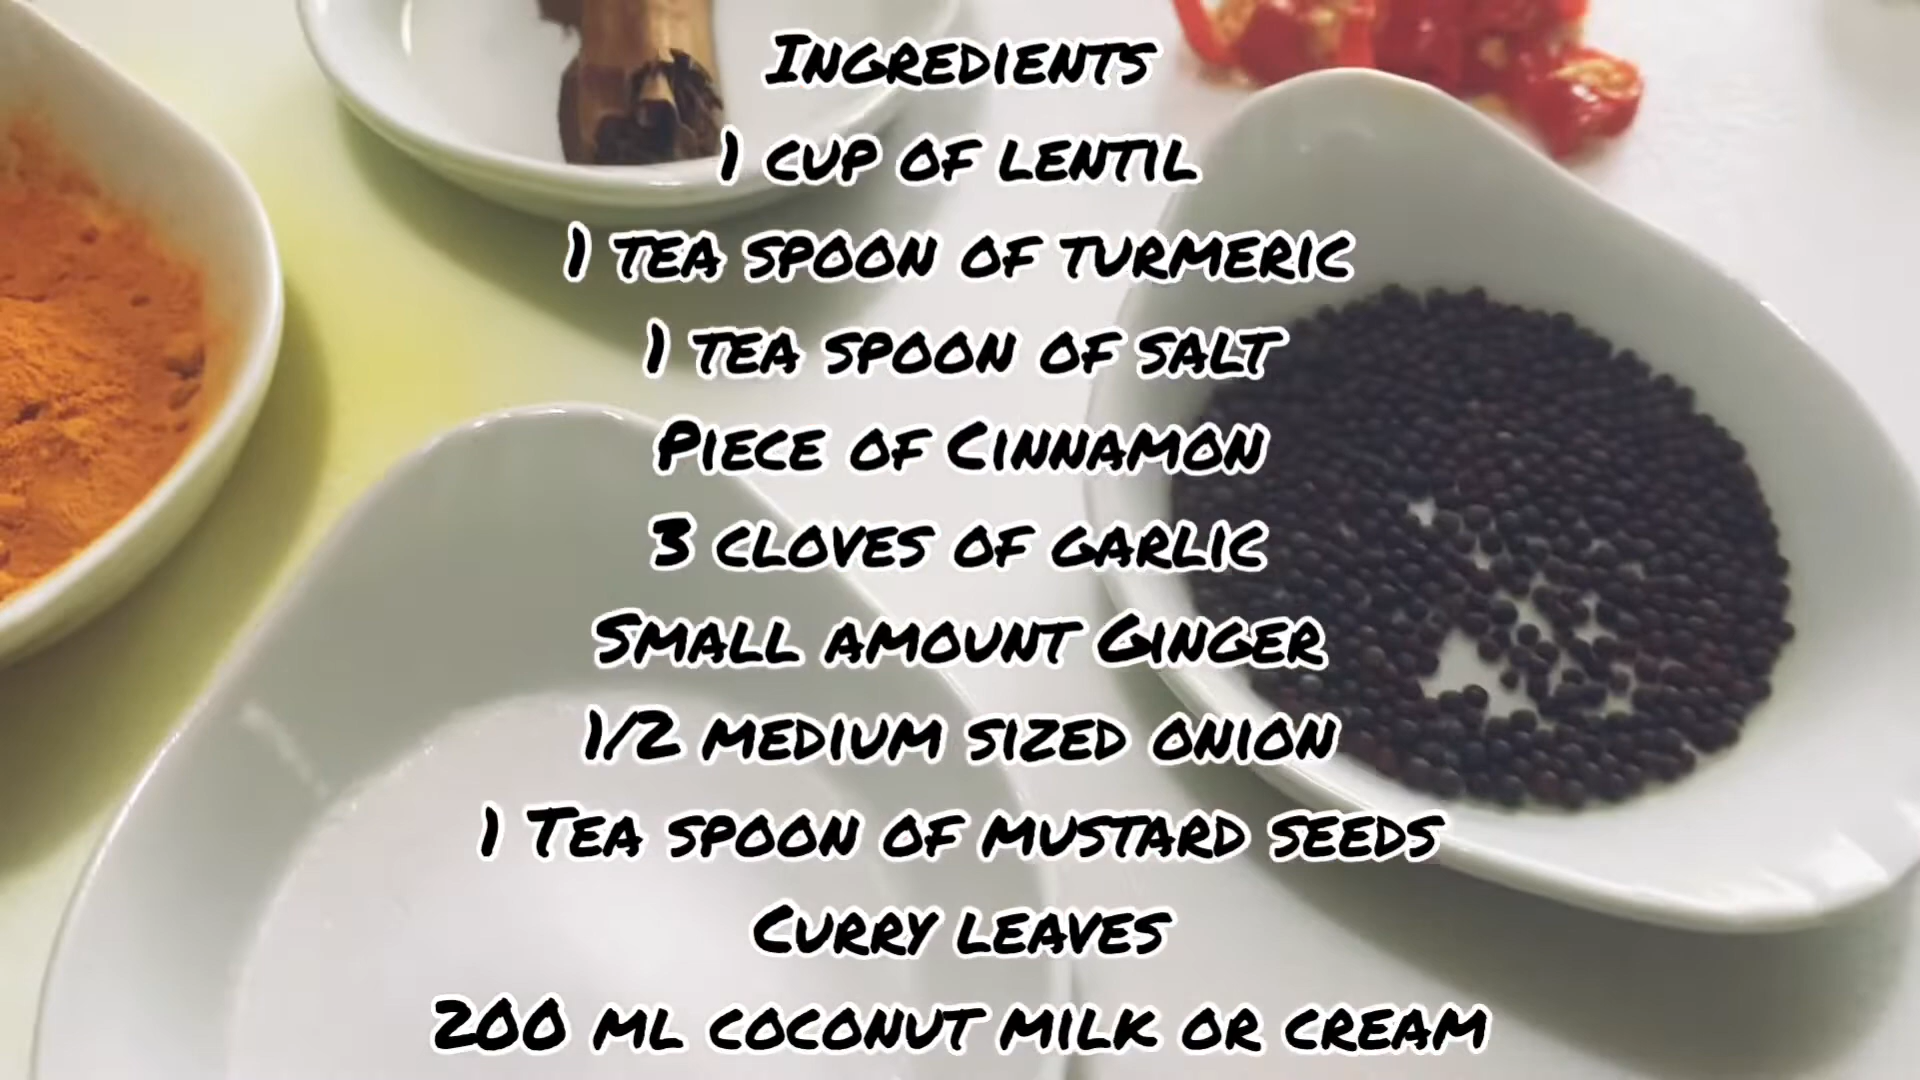 Ingredients
1 cup of lentil
1 tea spoon of turmeric
1 tea spoon of salt
Piece of Cinnamon
3 cloves of garlic
Small amount Ginger
1/2 medium sized onion
1 Tea spoon of mustard seeds
Curry leaves
200 ml coconut milk or cream